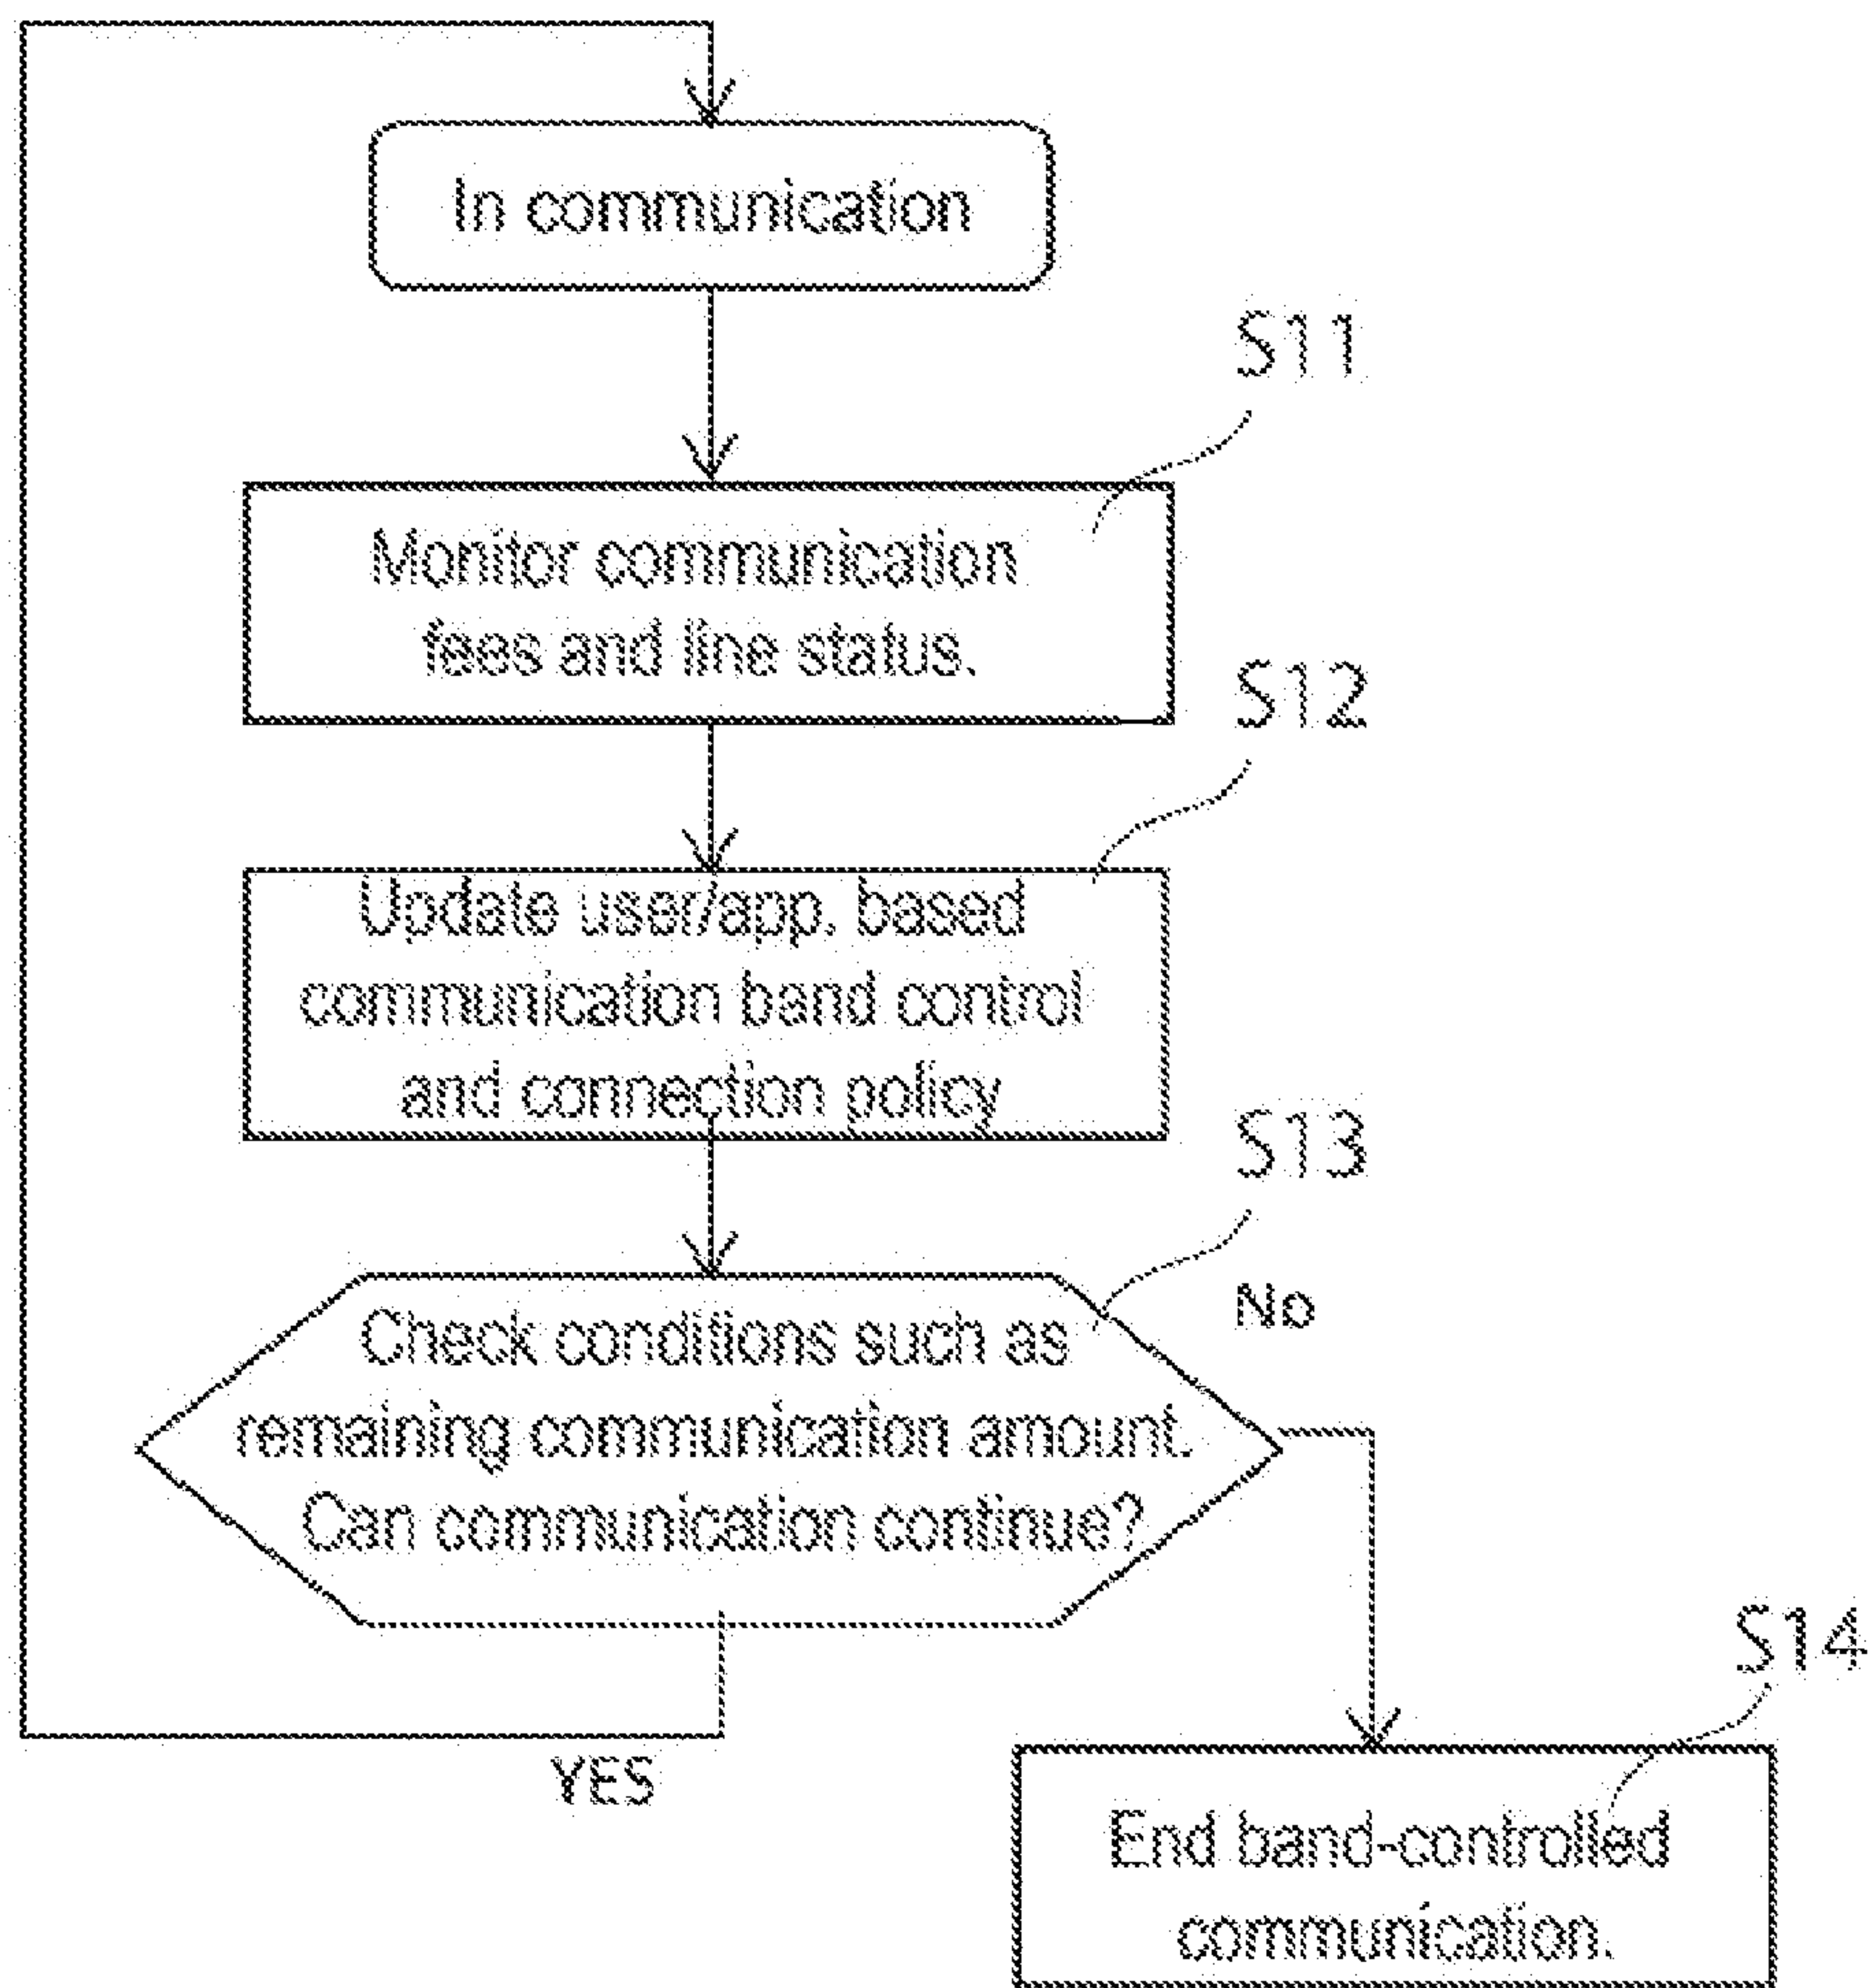 In communication
S11
Monitor communication
fees and line status.
S12
Update user/app. based
communication band control
and connection policy
S13
No
Check conditions such as
remaining communication amount.
Can communication continue?
YES
S14
End band-controlled
communication.